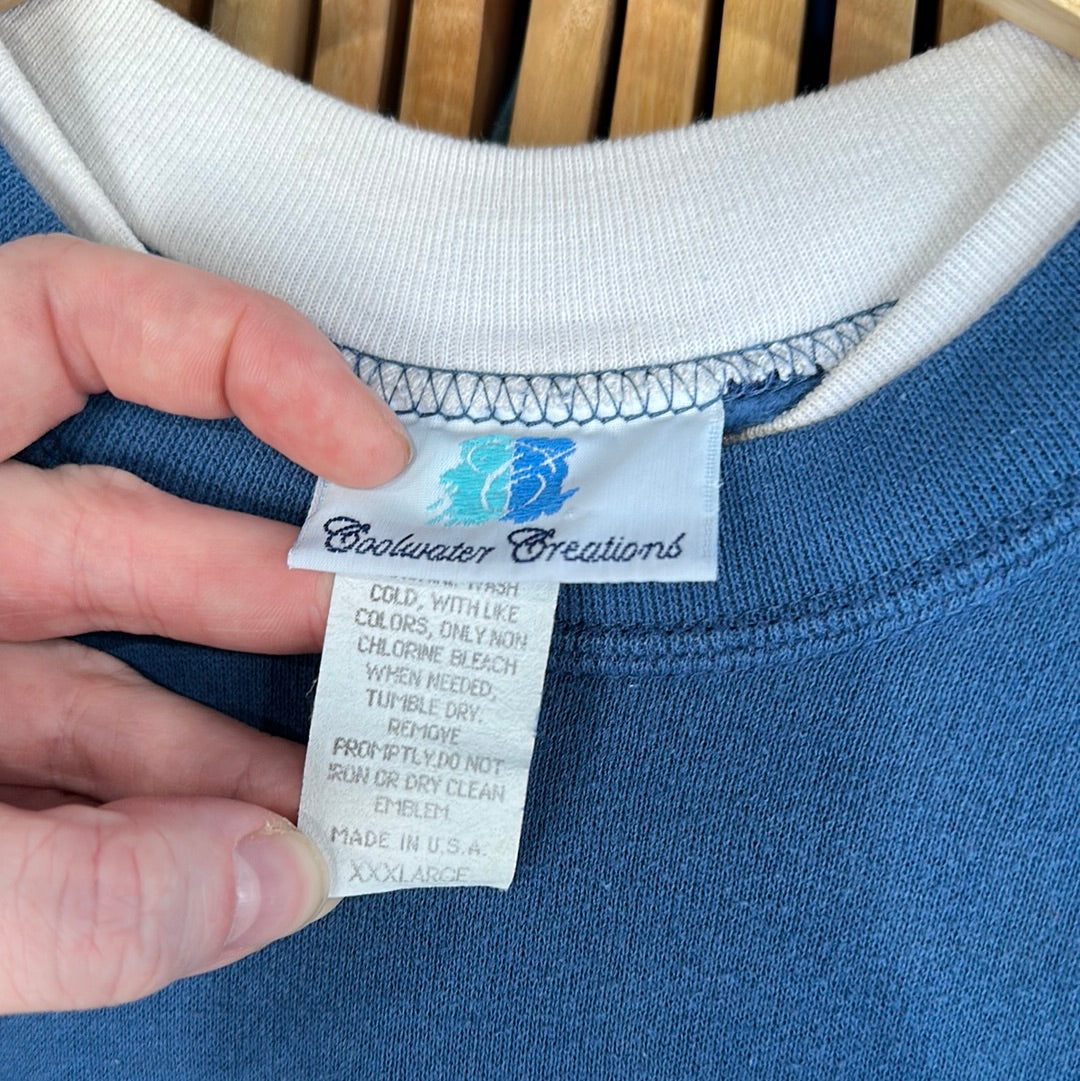 Coolwater Creations
WASH
COLD, WITH LIKE
COLORS, ONLY NON
CHLORINE BLEACH
WHEN NEEDED,
TUMBLE DRY.
REMOVE
PROMPTLY.DO NOT
IRON OR DRY CLEAN
EMBLEM.
MADE IN U.S.A.
XXXLARGE